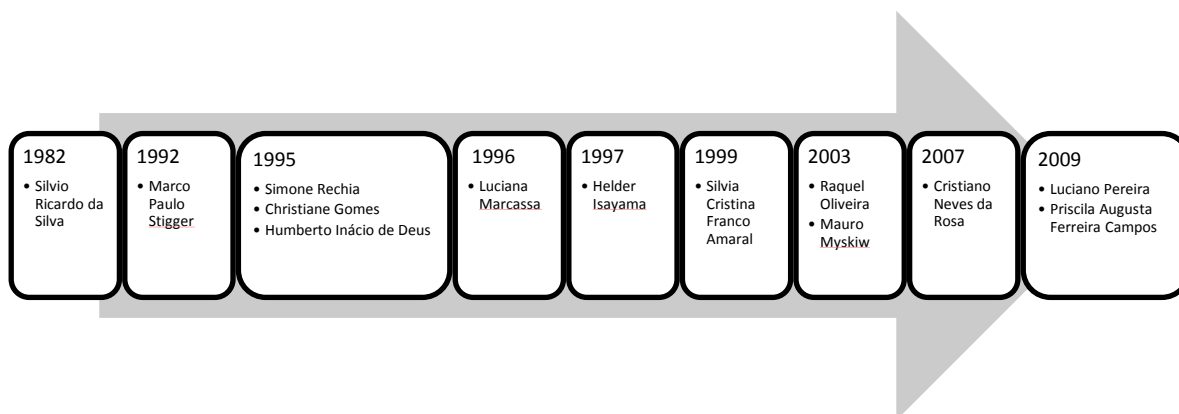 1982
• Silvio
Ricardo da
Silva
1992
• Marco
Paulo
Stigger
1995
• Simone Rechia
• Christiane Gomes
• Humberto Inácio de Deus
1996
• Luciana
Marcassa
1997
• Helder
Isayama
1999
• Silvia
Cristina
Franco
Amaral
2003
• Raquel
Oliveira
• Mauro
Myskiw
2007
• Cristiano
Neves da
Rosa
2009
• Luciano Pereira
• Priscila Augusta
Ferreira Campos